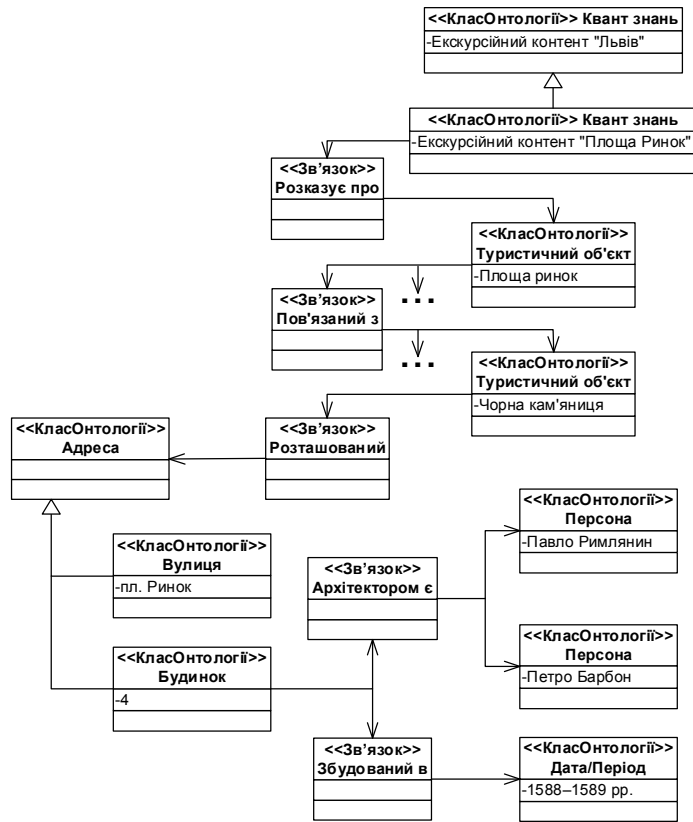 <<КласОнтології>> Квант знань
-Екскурсійний контент "Львів"
<<КласОнтології>> Квант знань
-Екскурсійний контент "Площа Ринок"
<<Зв'язок>>
Розказує про
<<КласОнтології>>
Туристичний об'єкт
-Площа ринок
<<Зв'язок>>
Пов'язаний з
...
...
<<КласОнтології>>
Туристичний об'єкт
-Чорна кам'яниця
<<КласОнтології>>
Адреса
<<Зв'язок>>
Розташований
<<КласОнтології>>
Вулиця
-пл. Ринок
<<КласОнтології>>
Будинок
-4
<<Зв'язок>>
Архітектором є
<<КласОнтології>>
Персона
-Павло Римлянин
<<КласОнтології>>
Персона
-Петро Барбон
<<Зв'язок>>
Збудований в
<<КласОнтології>>
Дата/Період
-1588–1589 рр.